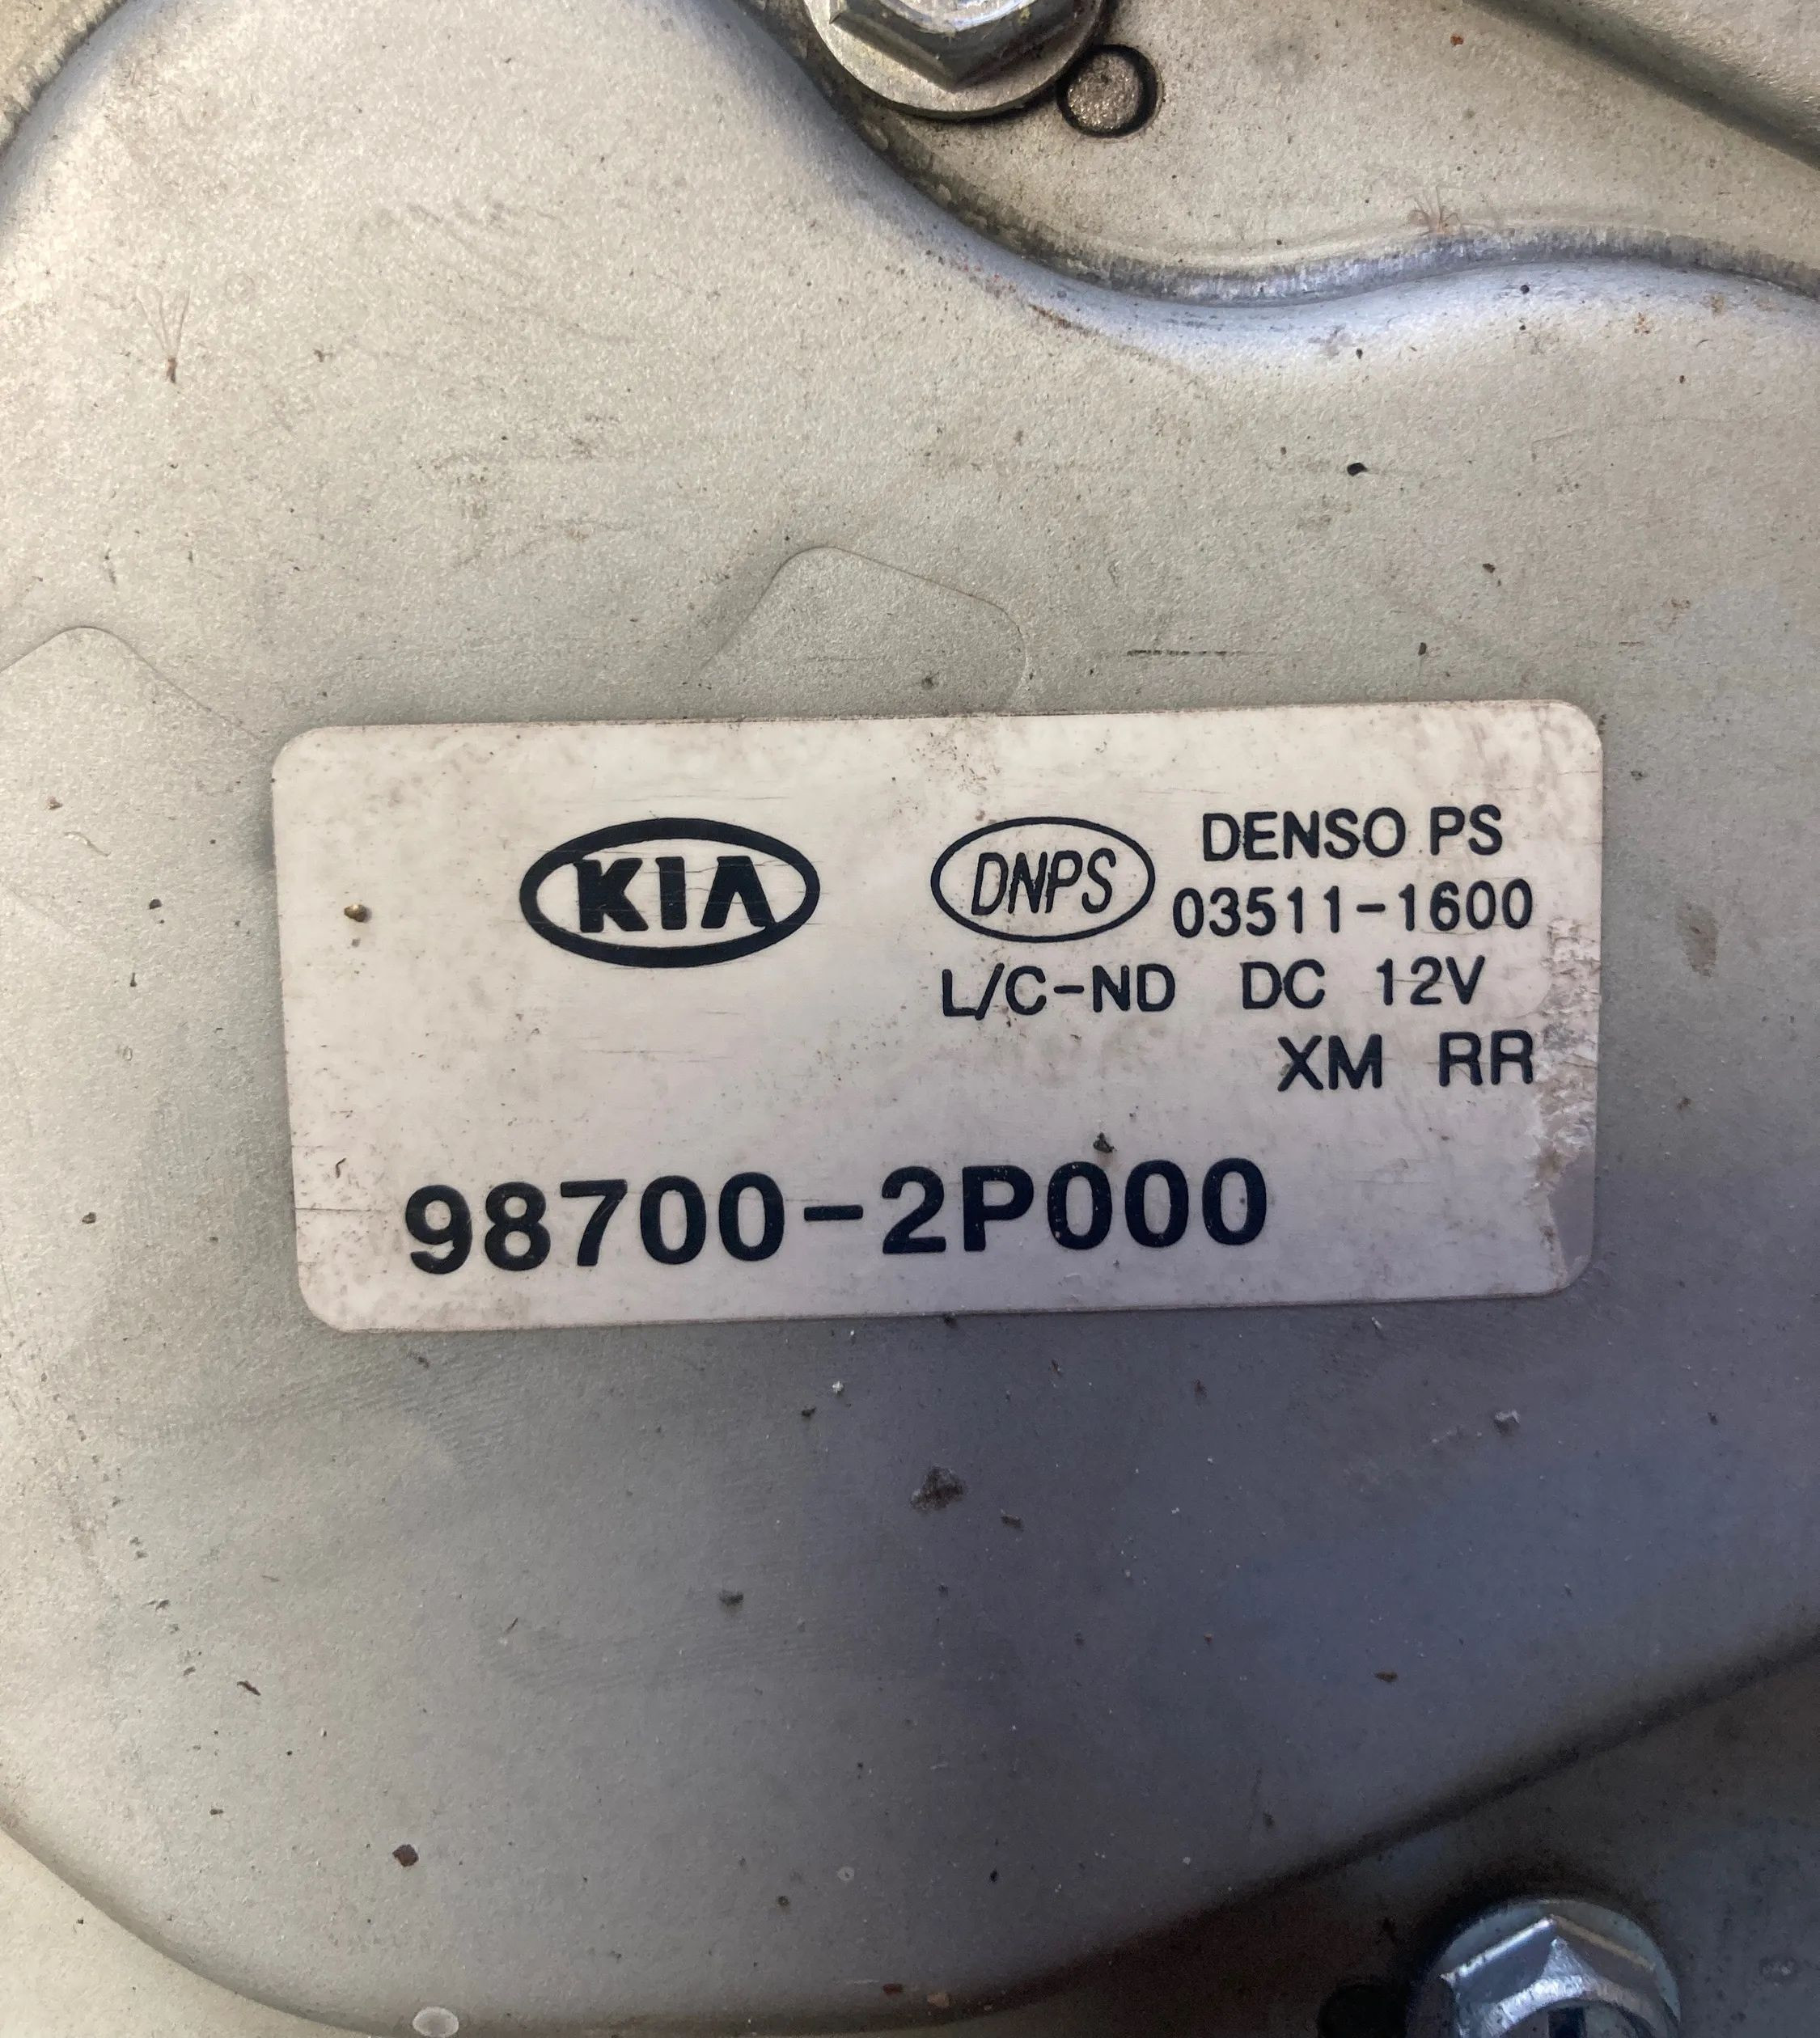 KIA
DNPS
DENSO PS
03511-1600
L/C-ND DC 12V
XM RR
98700-2P000